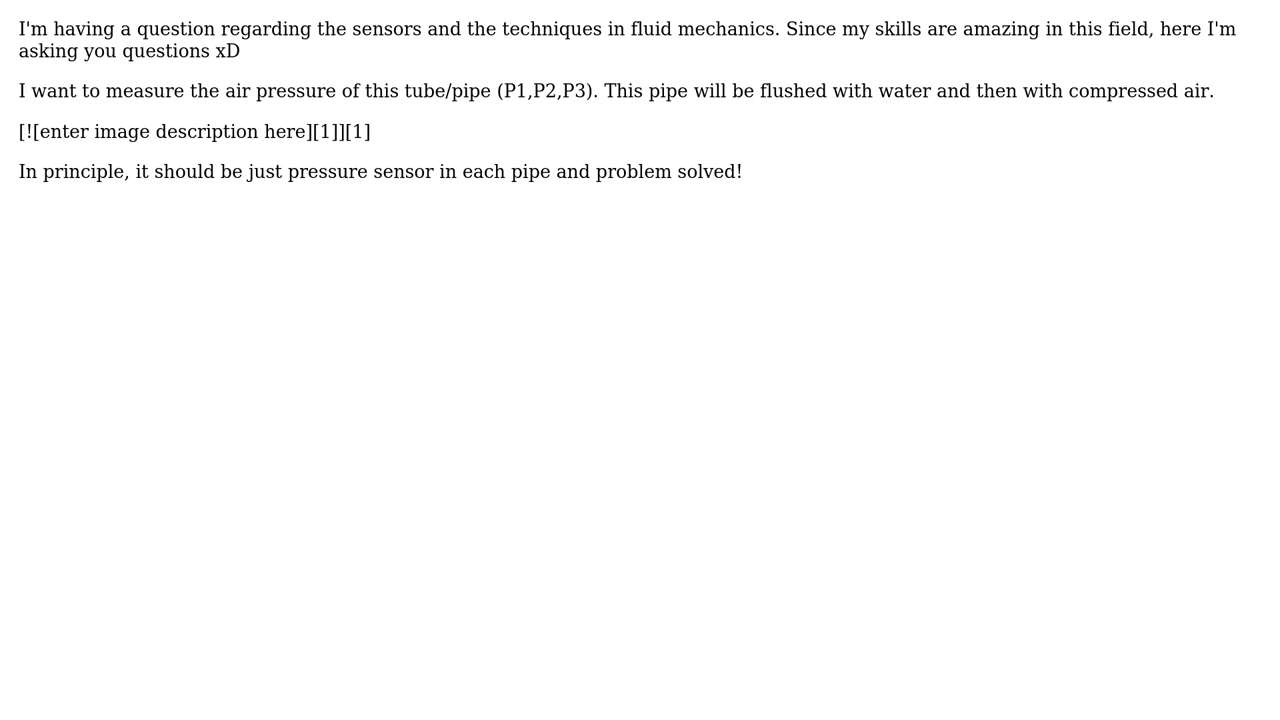 I'm having a question regarding the sensors and the techniques in fluid mechanics. Since my skills are amazing in this field, here I'm
asking you questions xD
I want to measure the air pressure of this tube/pipe (P1,P2,P3). This pipe will be flushed with water and then with compressed air.
[![enter image description here][1]][1]
In principle, it should be just pressure sensor in each pipe and problem solved!